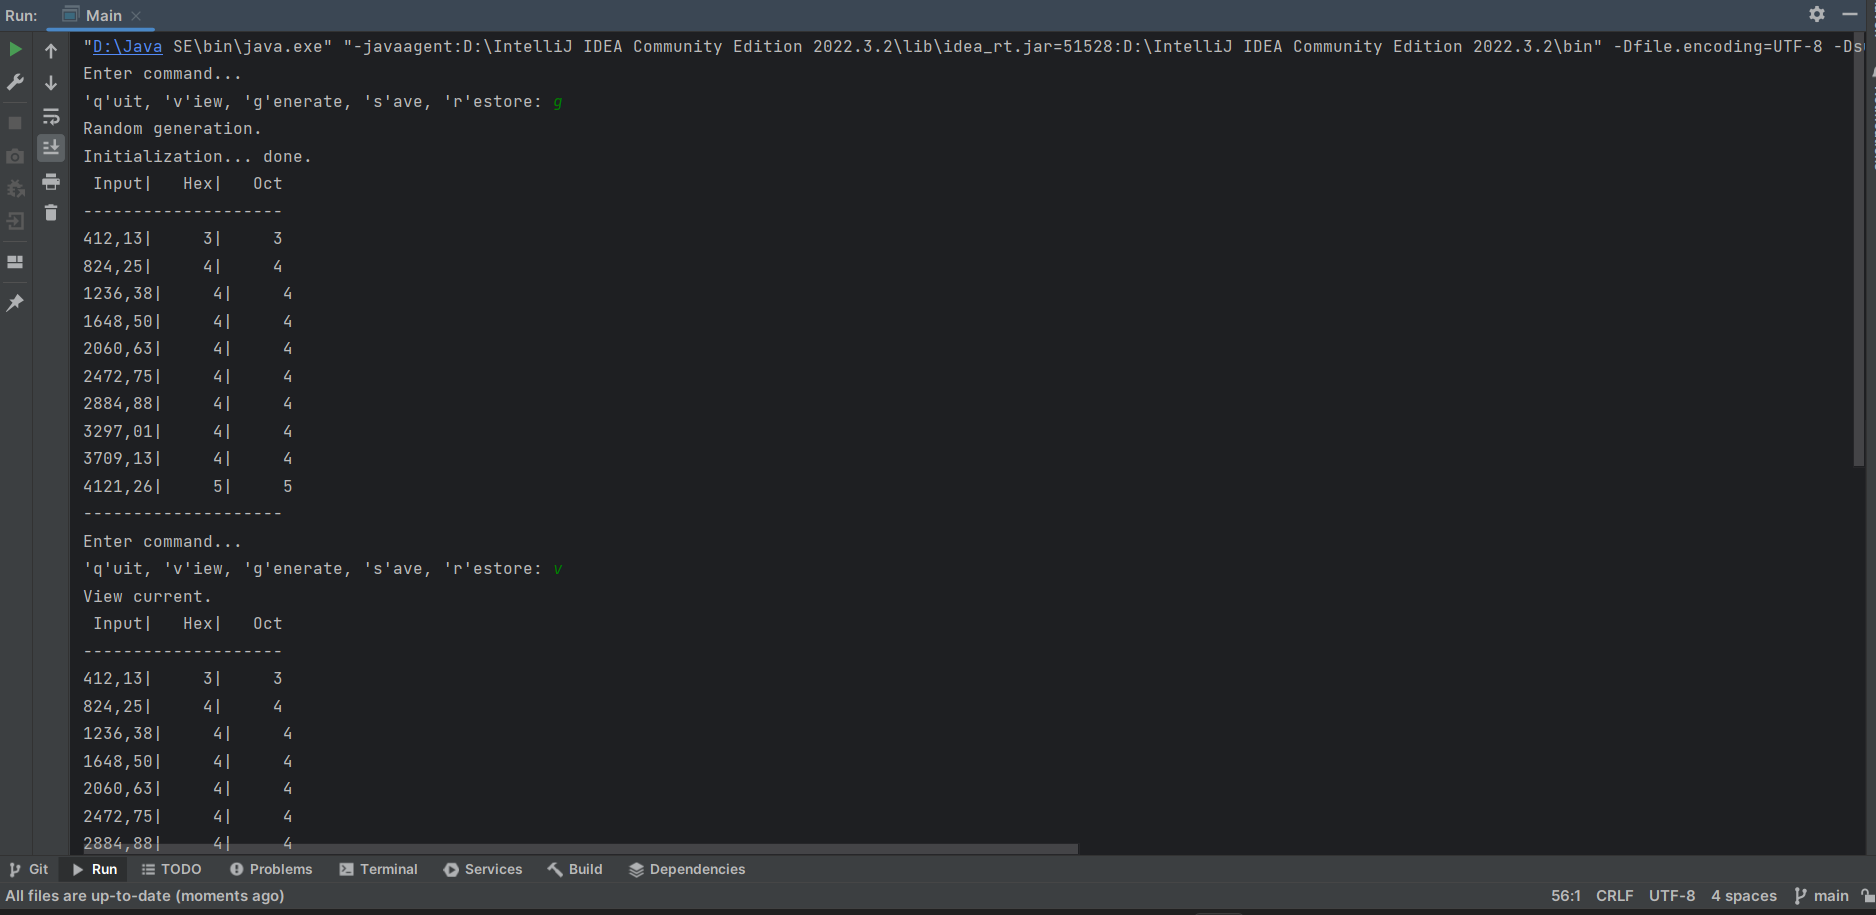 Run: Main
"D:\Java SE\bin\java.exe" "-javaagent:D:\IntelliJ IDEA Community Edition 2022.3.2\lib\idea_rt.jar=51528:D:\IntelliJ IDEA Community Edition 2022.3.2\bin" -Dfile.encoding=UTF-8
Enter command...
'q'uit, 'v'iew, 'g'enerate, 's'ave, 'r'estore: g
Random generation.
Initialization... done.
 Input|   Hex|   Oct
--------------------
412,13|     3|     3
824,25|     4|     4
1236,38|     4|     4
1648,50|     4|     4
2060,63|     4|     4
2472,75|     4|     4
2884,88|     4|     4
3297,01|     4|     4
3709,13|     4|     4
4121,26|     5|     5
--------------------
Enter command...
'q'uit, 'v'iew, 'g'enerate, 's'ave, 'r'estore: v
View current.
 Input|   Hex|   Oct
--------------------
412,13|     3|     3
824,25|     4|     4
1236,38|     4|     4
1648,50|     4|     4
2060,63|     4|     4
2472,75|     4|     4
2884,88|     4|     4
Git Run TODO Problems Terminal Services Build Dependencies
All files are up-to-date (moments ago) 56:1 CRLF UTF-8 4 spaces main